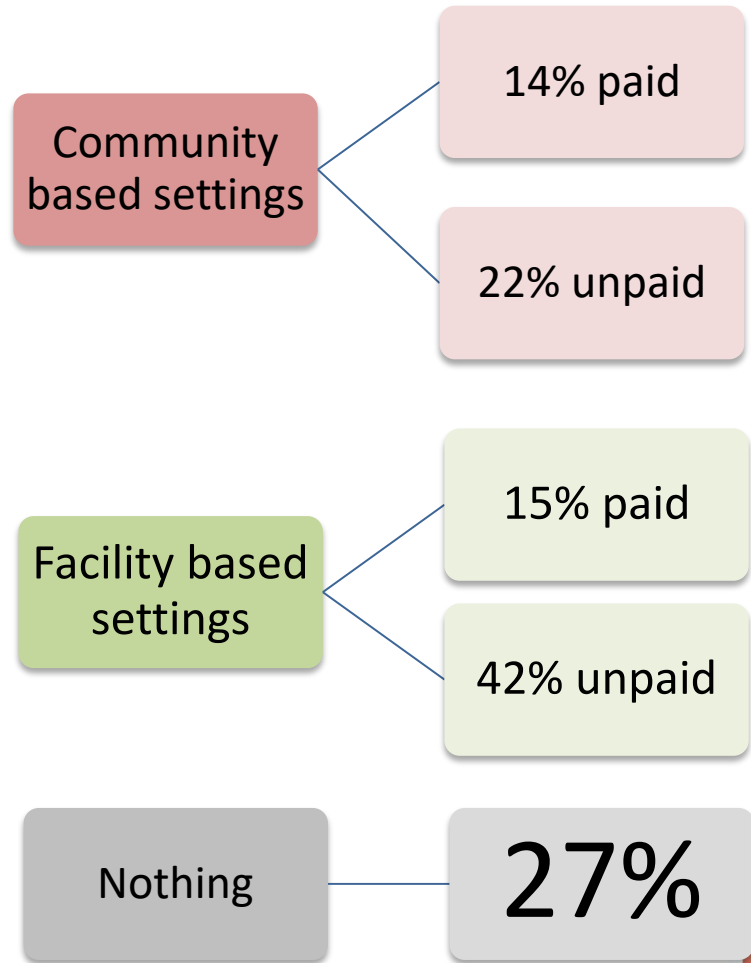 Community
based settings
14% paid
22% unpaid
Facility based
settings
15% paid
42% unpaid
Nothing
27%